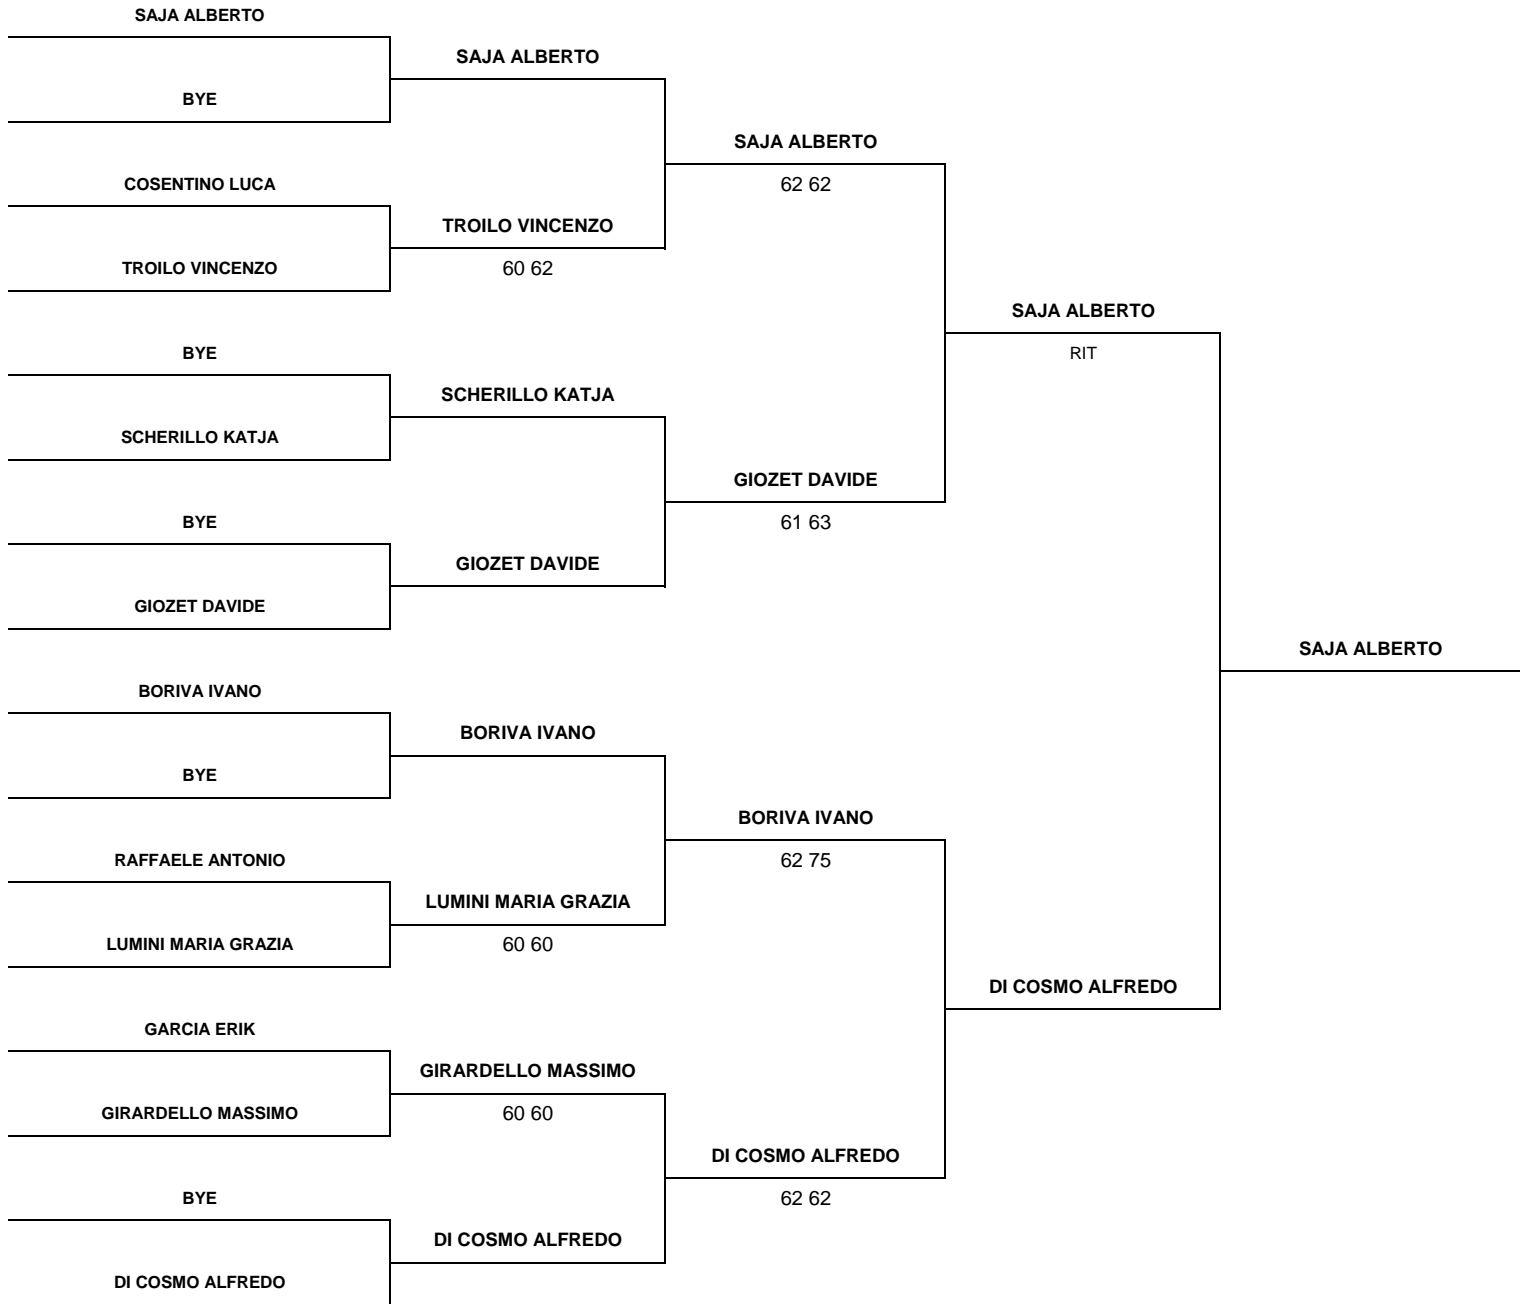 SAJA ALBERTO
SAJA ALBERTO
BYE
SAJA ALBERTO
62 62
COSENTINO LUCA
TROILO VINCENZO
TROILO VINCENZO
60 62
SAJA ALBERTO
RIT
BYE
SCHERILLO KATJA
SCHERILLO KATJA
GIOZET DAVIDE
61 63
BYE
GIOZET DAVIDE
GIOZET DAVIDE
SAJA ALBERTO
BORIVA IVANO
BORIVA IVANO
BYE
BORIVA IVANO
62 75
RAFFAELE ANTONIO
LUMINI MARIA GRAZIA
LUMINI MARIA GRAZIA
60 60
DI COSMO ALFREDO
GARCIA ERIK
GIRARDELLO MASSIMO
GIRARDELLO MASSIMO
60 60
DI COSMO ALFREDO
62 62
BYE
DI COSMO ALFREDO
DI COSMO ALFREDO